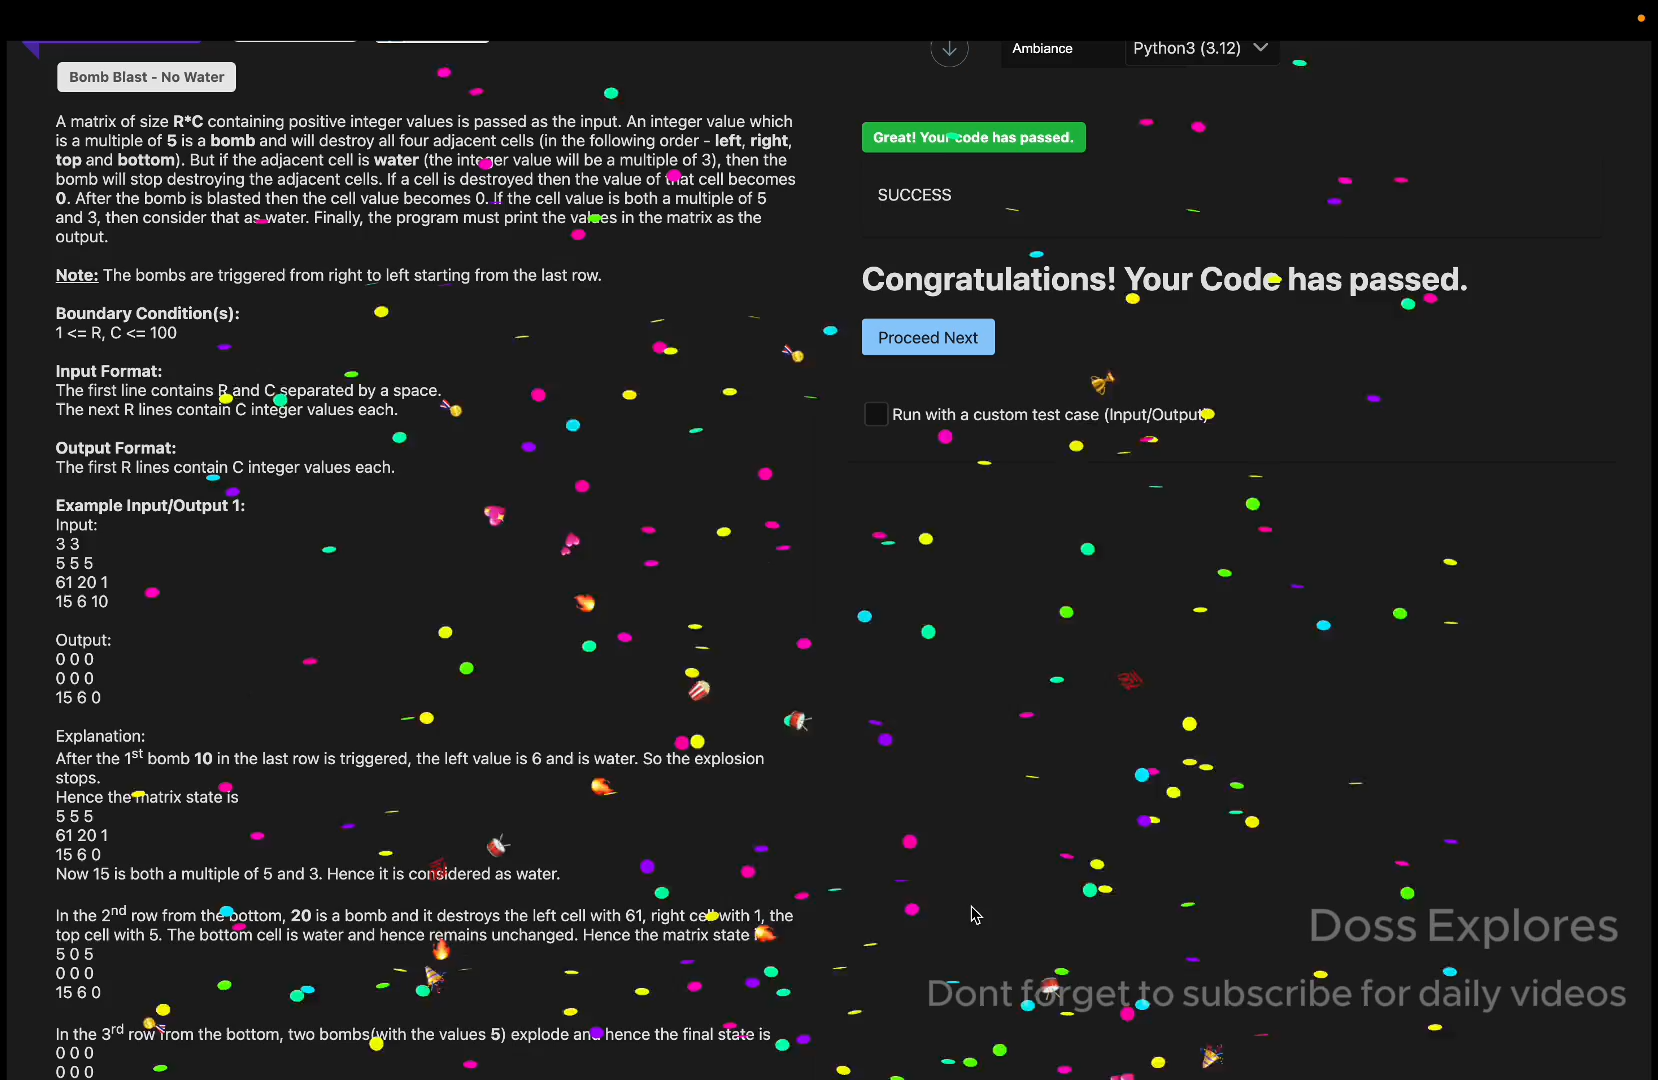 Ambiance
Python3 (3.12)
Bomb Blast - No Water
A matrix of size R*C containing positive integer values is passed as the input. An integer value which
is a multiple of 5 is a bomb and will destroy all four adjacent cells (in the following order - left, right,
top and bottom). But if the adjacent cell is water (the integer value will be a multiple of 3), then the
bomb will stop destroying the adjacent cells. If a cell is destroyed then the value of that cell becomes
0. After the bomb is blasted then the cell value becomes 0. If the cell value is both a multiple of 5
and 3, then consider that as water. Finally, the program must print the values in the matrix as the
output.
Note: The bombs are triggered from right to left starting from the last row.
Boundary Condition(s):
1 <= R, C <= 100
Input Format:
The first line contains R and C separated by a space.
The next R lines contain C integer values each.
Output Format:
The first R lines contain C integer values each.
Example Input/Output 1:
Input:
3 3
5 5 5
61 20 1
15 6 10
Output:
0 0 0
0 0 0
15 6 0
Explanation:
After the 1st bomb 10 in the last row is triggered, the left value is 6 and is water. So the explosion
stops.
Hence the matrix state is
5 5 5
61 20 1
15 6 0
Now 15 is both a multiple of 5 and 3. Hence it is considered as water.
In the 2nd row from the bottom, 20 is a bomb and it destroys the left cell with 61, right cell with 1, the
top cell with 5. The bottom cell is water and hence remains unchanged. Hence the matrix state
5 0 5
0 0 0
15 6 0
In the 3rd row from the bottom, two bombs(with the values 5) explode and hence the final state is
0 0 0
0 0 0
Great! Your code has passed.
SUCCESS
Congratulations! Your Code has passed.
Proceed Next
Run with a custom test case (Input/Output)
Doss Explores
Dont forget to subscribe for daily videos